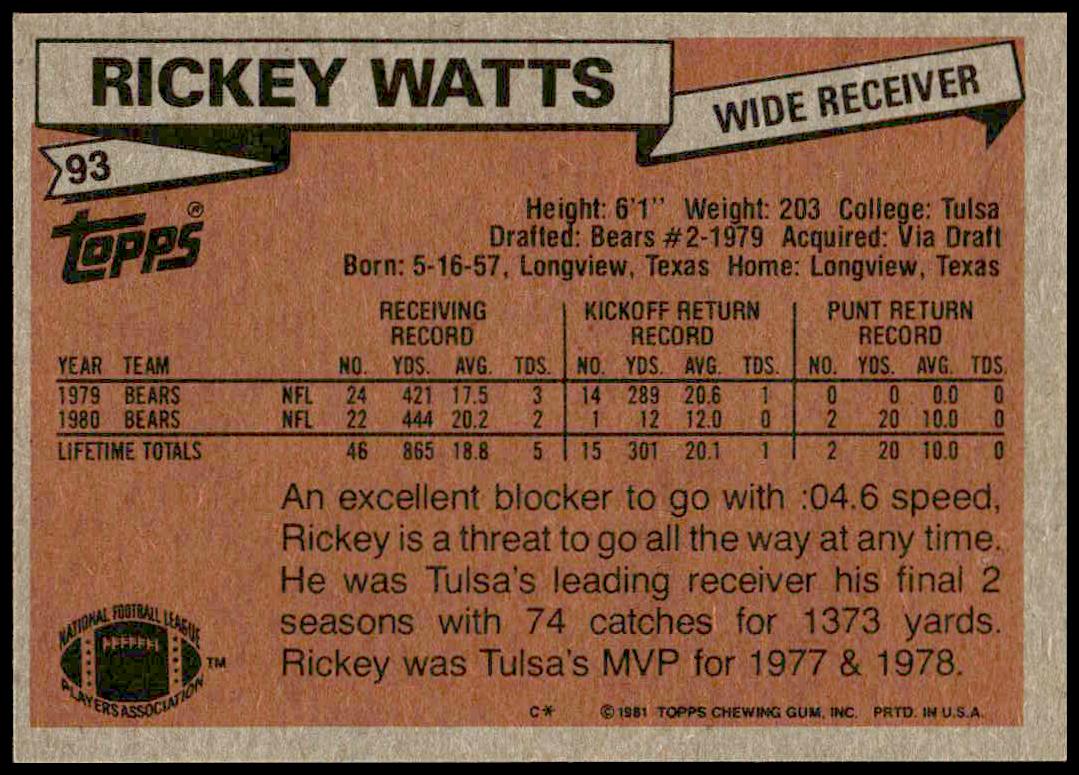 RICKEY WATTS
WIDE RECEIVER
93
TOPPS®
Height: 6'1" Weight: 203 College: Tulsa
Drafted: Bears #2-1979 Acquired: Via Draft
Born: 5-16-57, Longview, Texas Home: Longview, Texas
RECEIVING RECORD KICKOFF RETURN RECORD PUNT RETURN RECORD
YEAR TEAM NO. YDS. AVG. TDS. NO. YDS. AVG. TDS. NO. YDS. AVG. TDS.
1979 BEARS NFL 24 421 17.5 3 14 289 20.6 1 0 0 0.0 0
1980 BEARS NFL 22 444 20.2 2 1 12 12.0 0 2 20 10.0 0
LIFETIME TOTALS 46 865 18.8 5 15 301 20.1 1 2 20 10.0 0
An excellent blocker to go with :04.6 speed,
Rickey is a threat to go all the way at any time.
He was Tulsa's leading receiver his final 2
seasons with 74 catches for 1373 yards.
Rickey was Tulsa's MVP for 1977 & 1978.
NATIONAL FOOTBALL LEAGUE
PLAYERS ASSOCIATION
TM
C* ©1981 TOPPS CHEWING GUM, INC. PRTD. IN U.S.A.